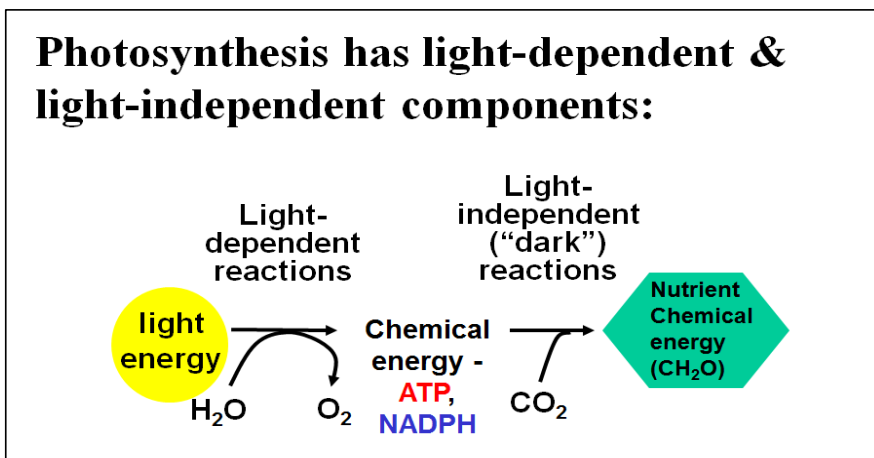 Photosynthesis has light-dependent &
light-independent components:
Light-
dependent
reactions
Light-
independent
(“dark”)
reactions
light
energy
H₂O
O₂
Chemical
energy -
ATP,
NADPH
CO₂
Nutrient
Chemical
energy
(CH₂O)